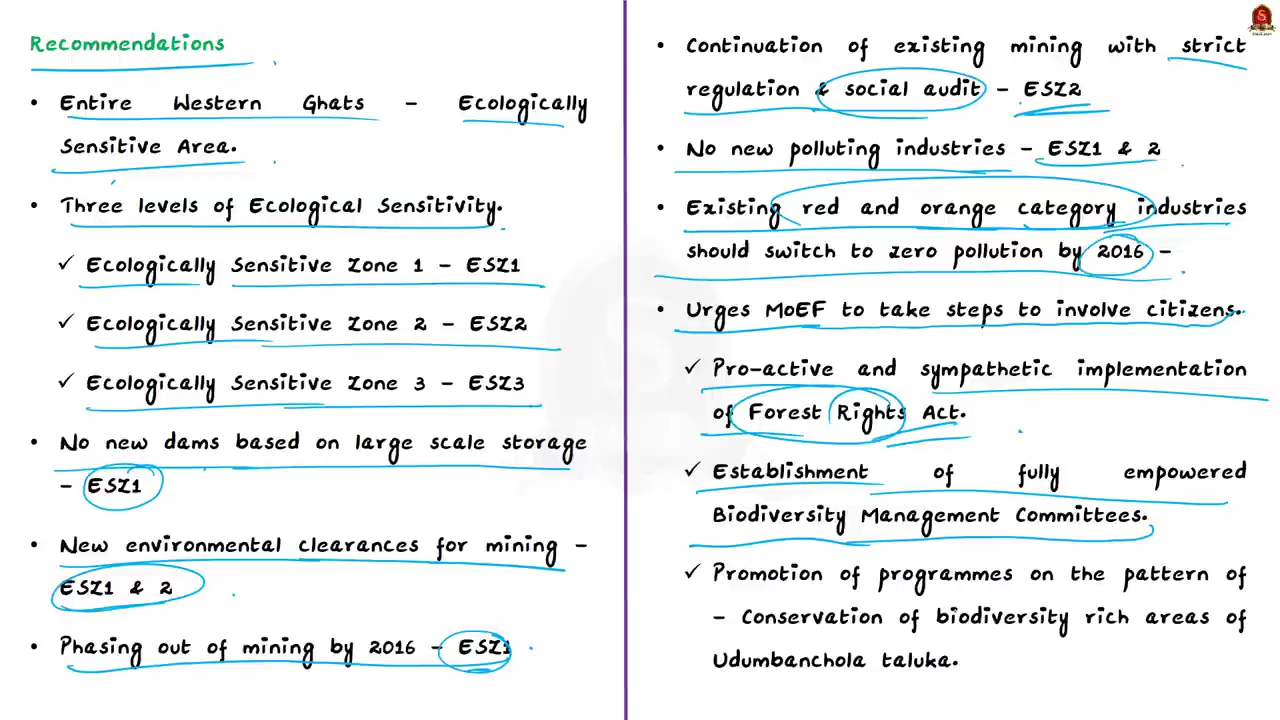 Recommendations
• Entire Western Ghats – Ecologically
Sensitive Area.
• Three levels of Ecological Sensitivity.
✓ Ecologically Sensitive Zone 1 – ESZ1
✓ Ecologically Sensitive Zone 2 – ESZ2
✓ Ecologically Sensitive Zone 3 – ESZ3
• No new dams based on large scale storage
– ESZ1
• New environmental clearances for mining –
ESZ1 & 2
• Phasing out of mining by 2016 – ESZ1
• Continuation of existing mining with strict
regulation & social audit – ESZ2
• No new polluting industries – ESZ1 & 2
• Existing red and orange category industries
should switch to zero pollution by 2016 –
• Urges MoEF to take steps to involve citizens.
✓ Pro-active and sympathetic implementation
of Forest Rights Act.
✓ Establishment of fully empowered
Biodiversity Management Committees.
✓ Promotion of programmes on the pattern of
– Conservation of biodiversity rich areas of
Udumbanchola taluka.